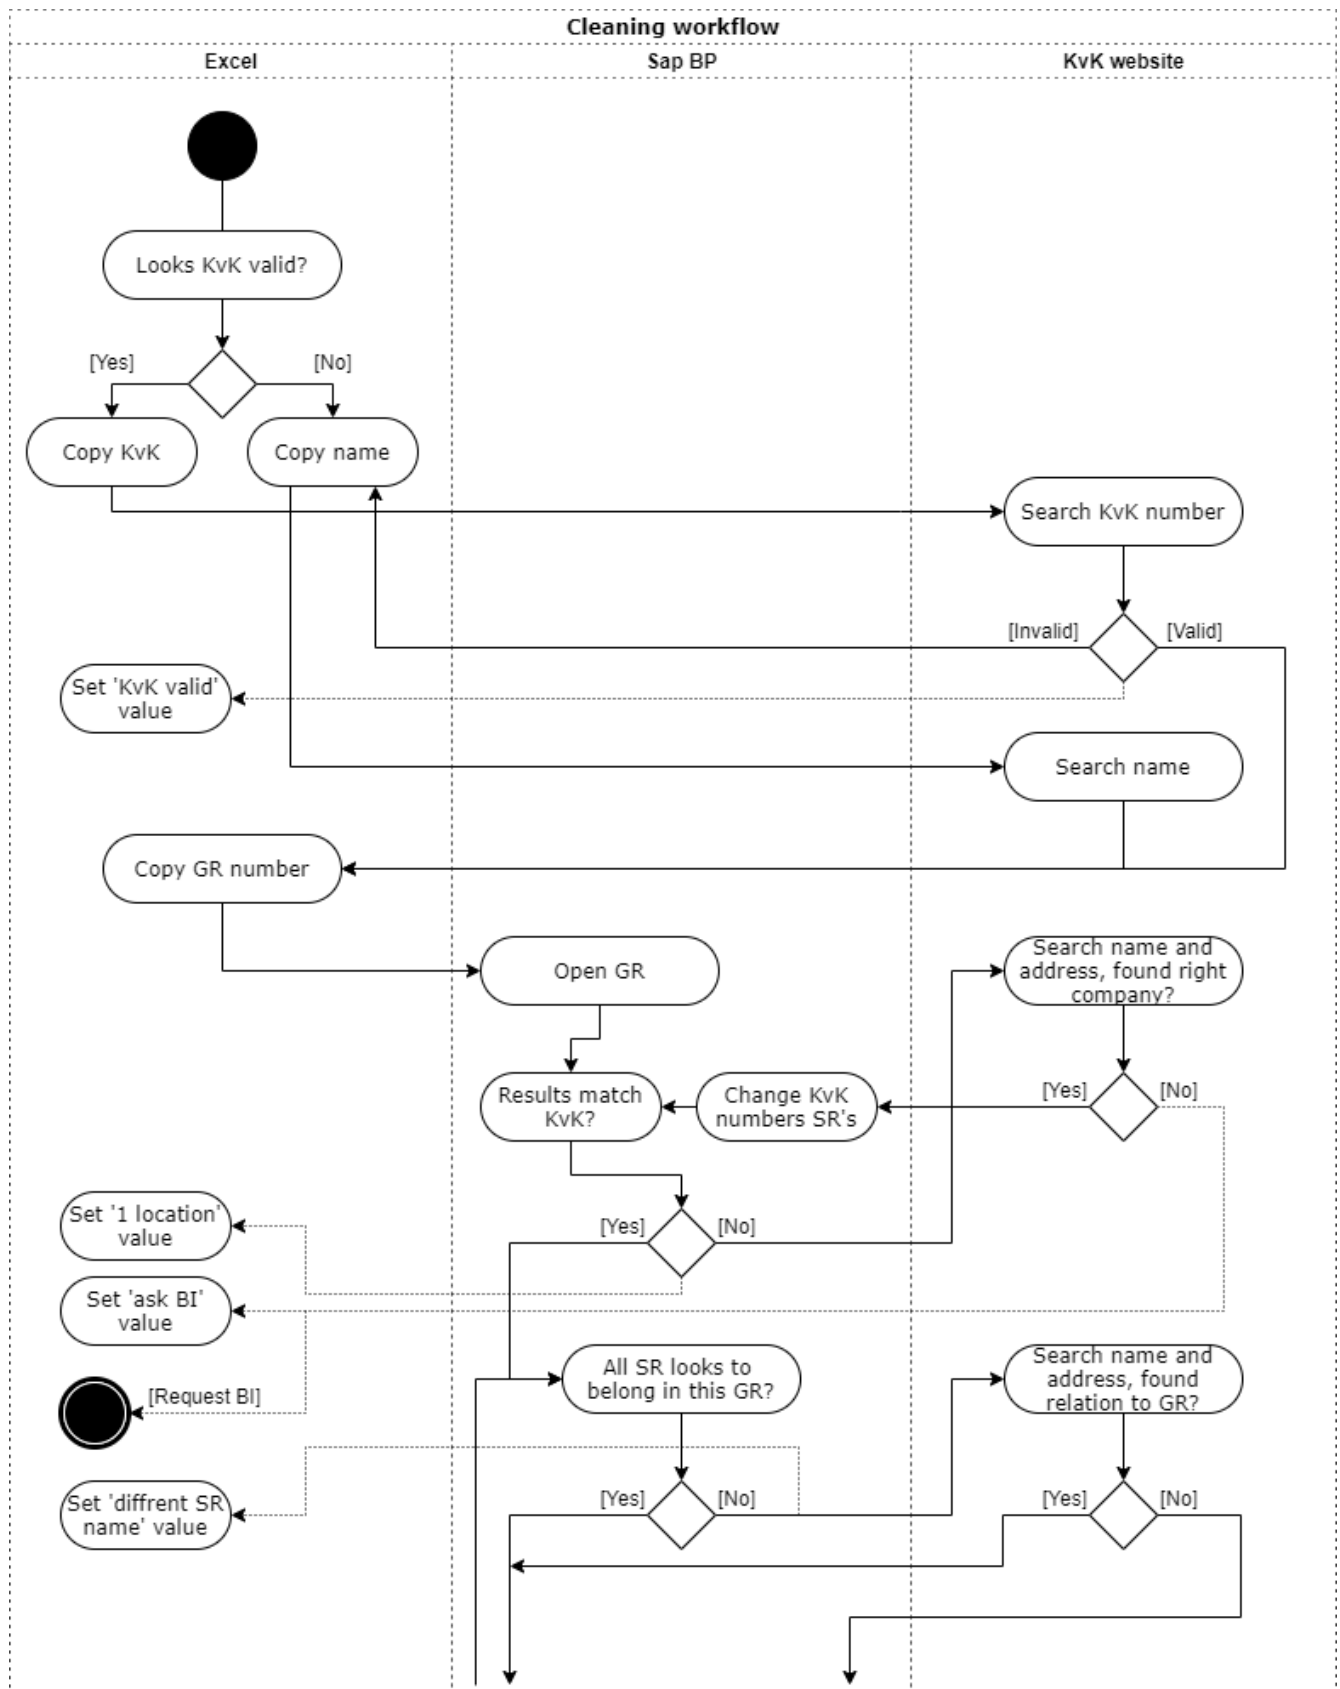 Cleaning workflow
Excel
Sap BP
KvK website
Looks KvK valid?
[Yes]
[No]
Copy KvK
Copy name
Search KvK number
[Invalid]
[Valid]
Set 'KvK valid'
value
Search name
Copy GR number
Open GR
Search name and
address, found right
company?
Results match
KvK?
Change KvK
numbers SR's
[Yes]
[No]
Set '1 location'
value
[Yes]
[No]
Set 'ask BI'
value
All SR looks to
belong in this GR?
Search name and
address, found
relation to GR?
[Request BI]
Set 'diffrent SR
name' value
[Yes]
[No]
[Yes]
[No]